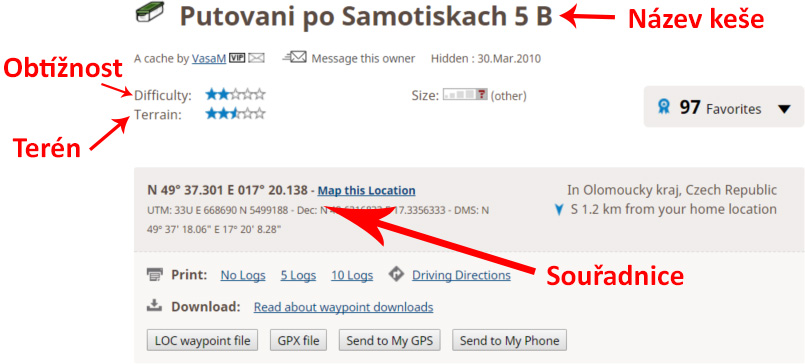 Putovani po Samotiskach 5 B
Název keše
A cache by VasaM VIP Message this owner Hidden : 30.Mar.2010
Obtížnost
Difficulty:
Size: ? (other)
97 Favorites
Terrain:
Terén
N 49° 37.301 E 017° 20.138 - Map this Location
In Olomoucky kraj, Czech Republic
UTM: 33U E 668690 N 5499188 - Dec: N 17.3356333 - DMS: N
S 1.2 km from your home location
49° 37' 18.06" E 17° 20' 8.28"
Souřadnice
Print: No Logs 5 Logs 10 Logs Driving Directions
Download: Read about waypoint downloads
LOC waypoint file GPX file Send to My GPS Send to My Phone